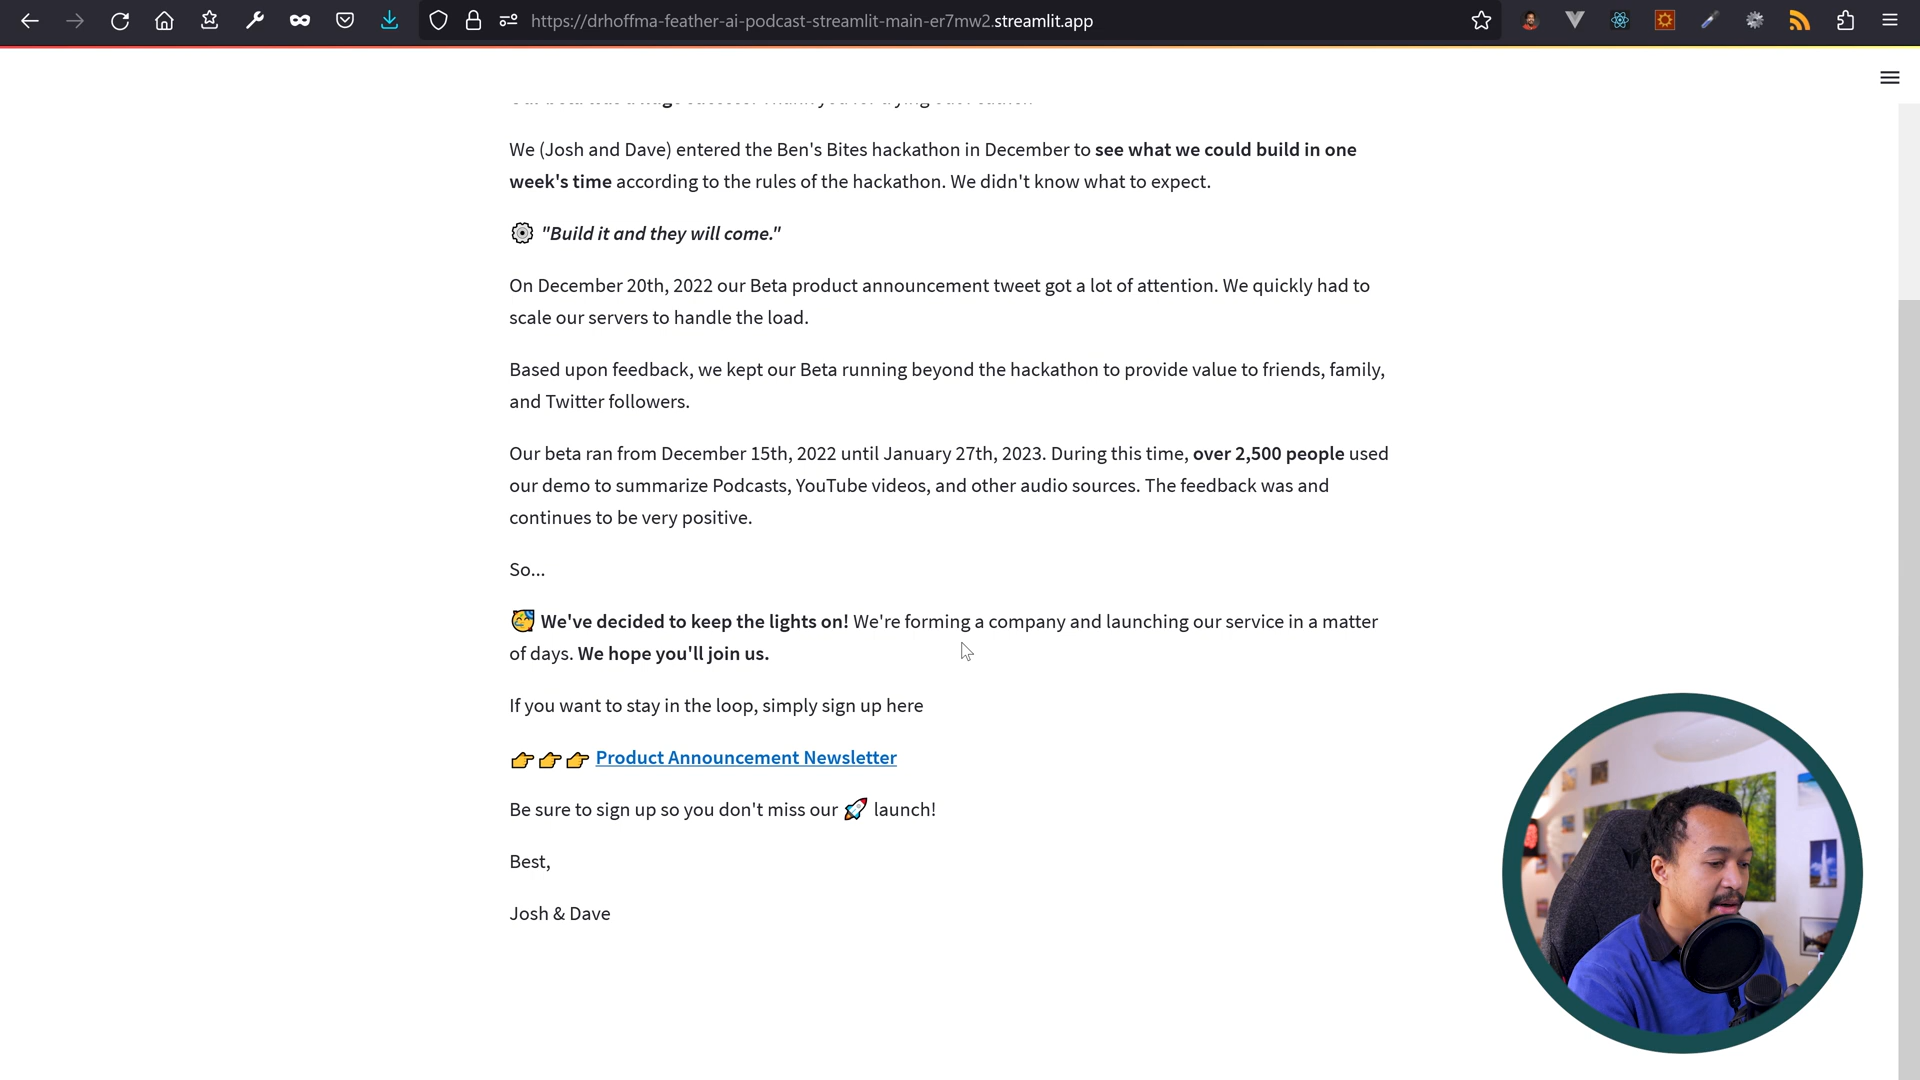 https://drhoffma-feather-ai-podcast-streamlit-main-er7mw2.streamlit.app
We (Josh and Dave) entered the Ben's Bites hackathon in December to see what we could build in one
week's time according to the rules of the hackathon. We didn't know what to expect.
"Build it and they will come."
On December 20th, 2022 our Beta product announcement tweet got a lot of attention. We quickly had to
scale our servers to handle the load.
Based upon feedback, we kept our Beta running beyond the hackathon to provide value to friends, family,
and Twitter followers.
Our beta ran from December 15th, 2022 until January 27th, 2023. During this time, over 2,500 people used
our demo to summarize Podcasts, YouTube videos, and other audio sources. The feedback was and
continues to be very positive.
So...
We've decided to keep the lights on! We're forming a company and launching our service in a matter
of days. We hope you'll join us.
If you want to stay in the loop, simply sign up here
Product Announcement Newsletter
Be sure to sign up so you don't miss our 🚀 launch!
Best,
Josh & Dave